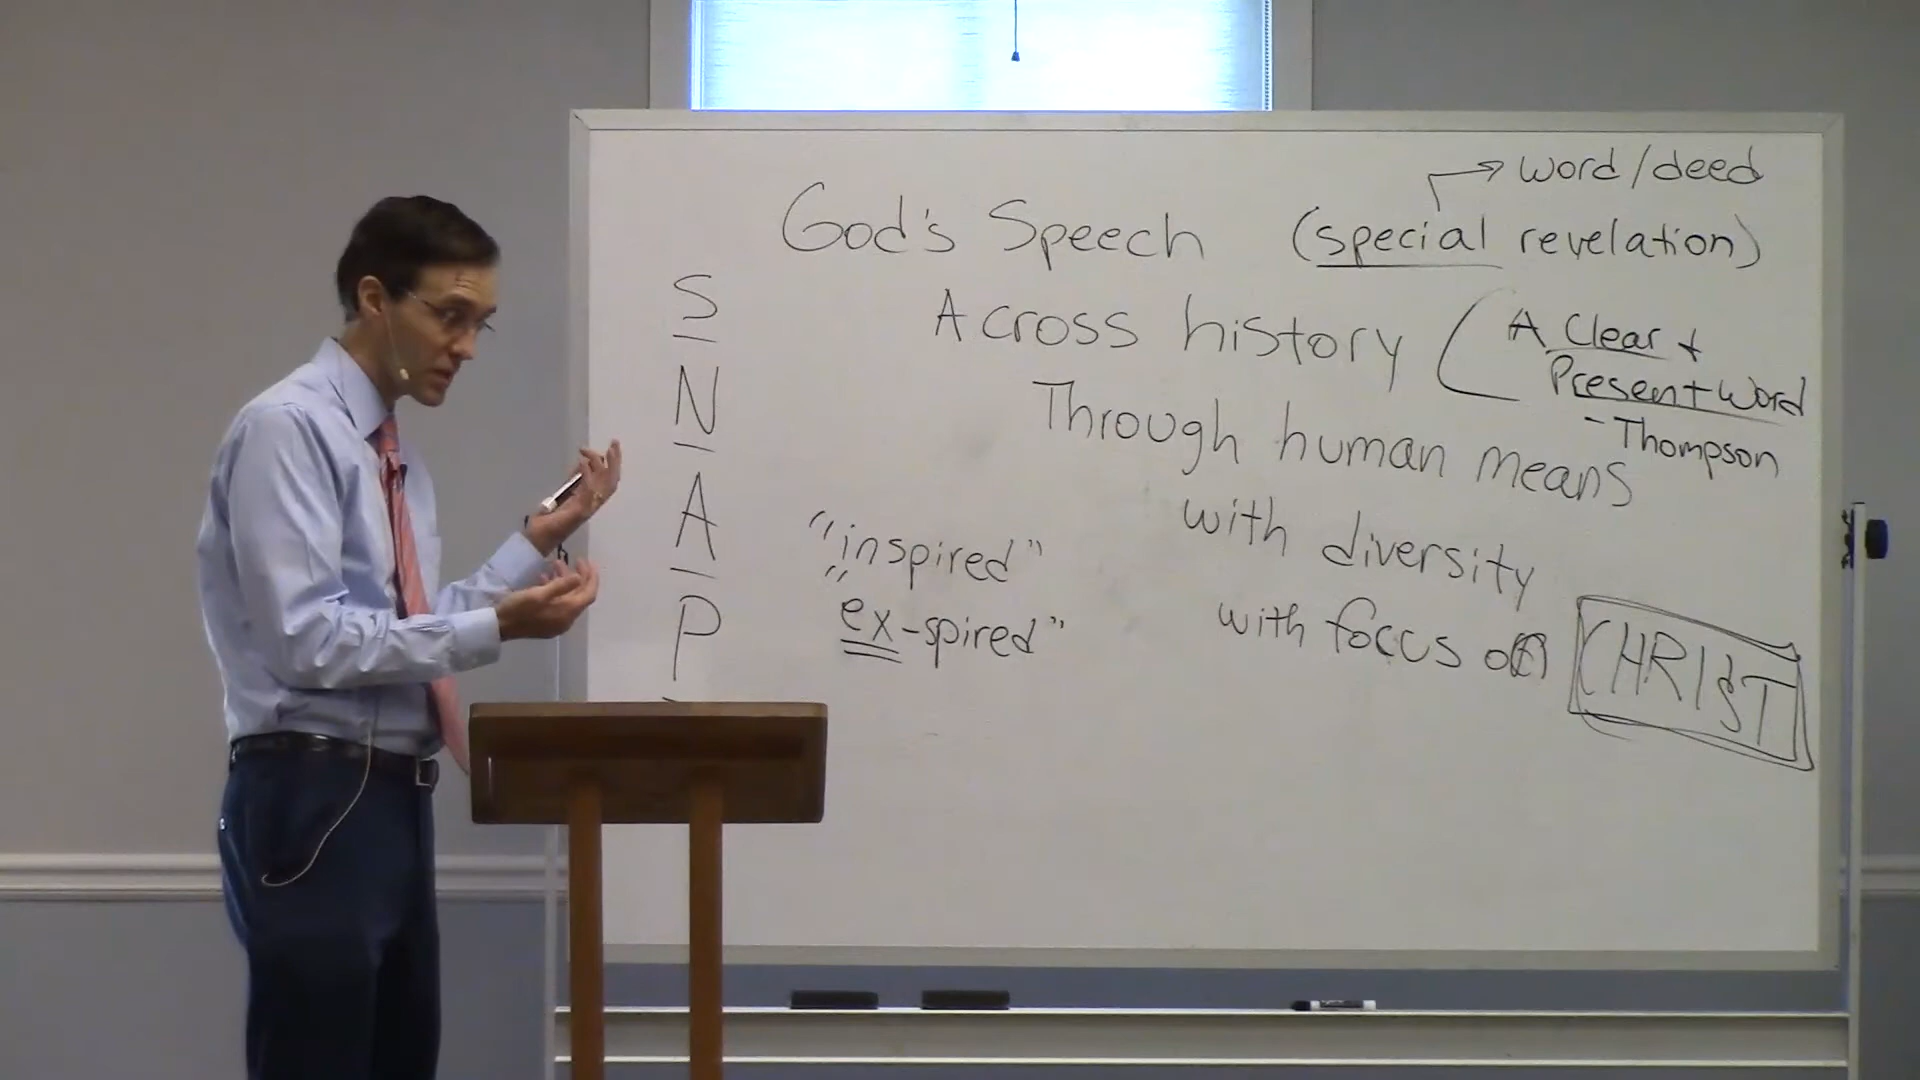 word/deed
God's Speech (special revelation)
S
Across history
A Clear +
Present Word
- Thompson
N
Through human means
A
"inspired"
with diversity
P
"ex-spired"
with focus on CHRIST